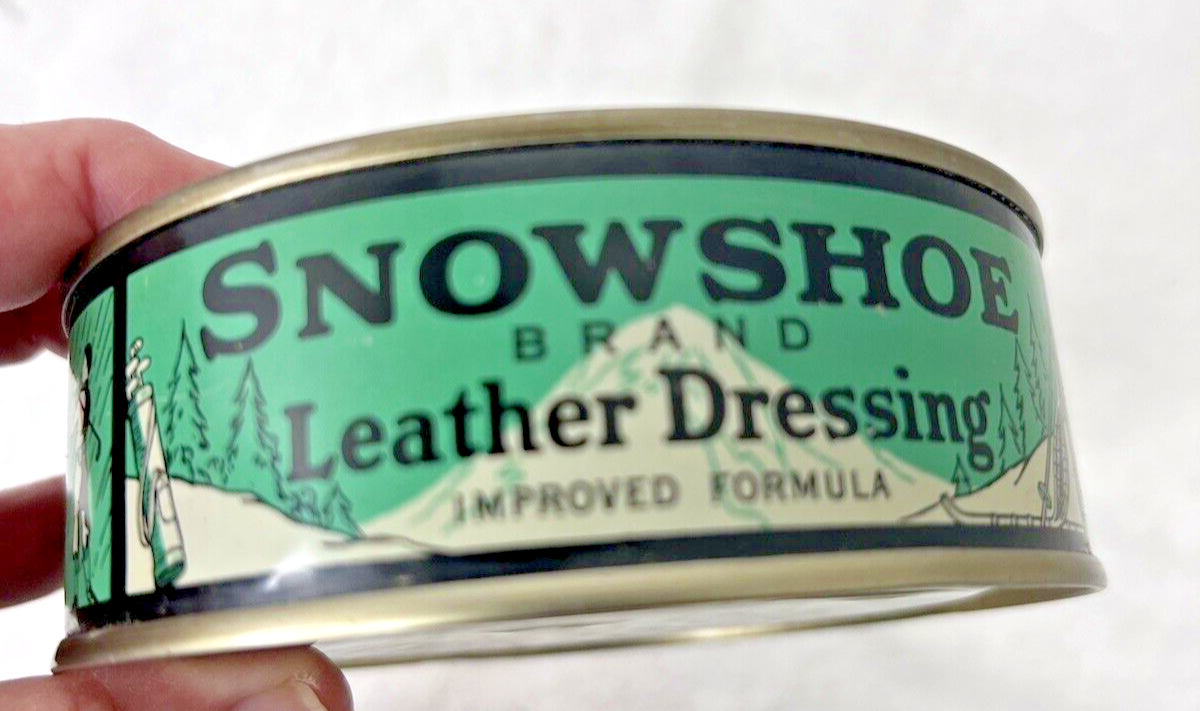 SNOWSHOE
BRAND
Leather Dressing
IMPROVED FORMULA